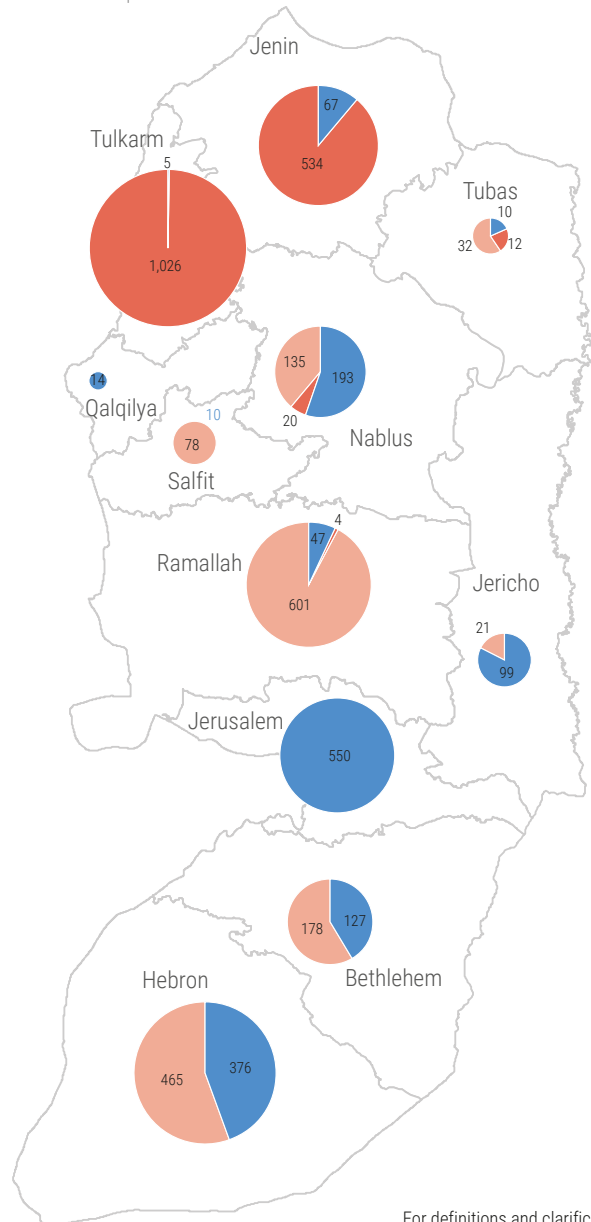 Jenin
67
534
Tulkarm
5
1,026
Tubas
10
12
32
135
193
20
Nablus
14
Qalqilya
10
78
Salfit
4
47
Ramallah
601
Jericho
21
99
Jerusalem
550
178
127
Bethlehem
Hebron
465
376
For definitions and clarific